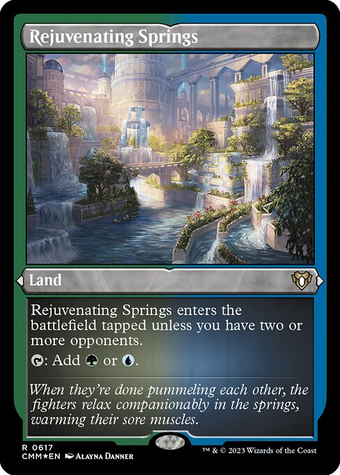 Rejuvenating Springs
Land
Rejuvenating Springs enters the
battlefield tapped unless you have two or
more opponents.
: Add or .
When they're done pummeling each other, the
fighters relax companionably in the springs,
warming their sore muscles.
R 0617
CMM★EN ALAYNA DANNER
™ & © 2023 Wizards of the Coast